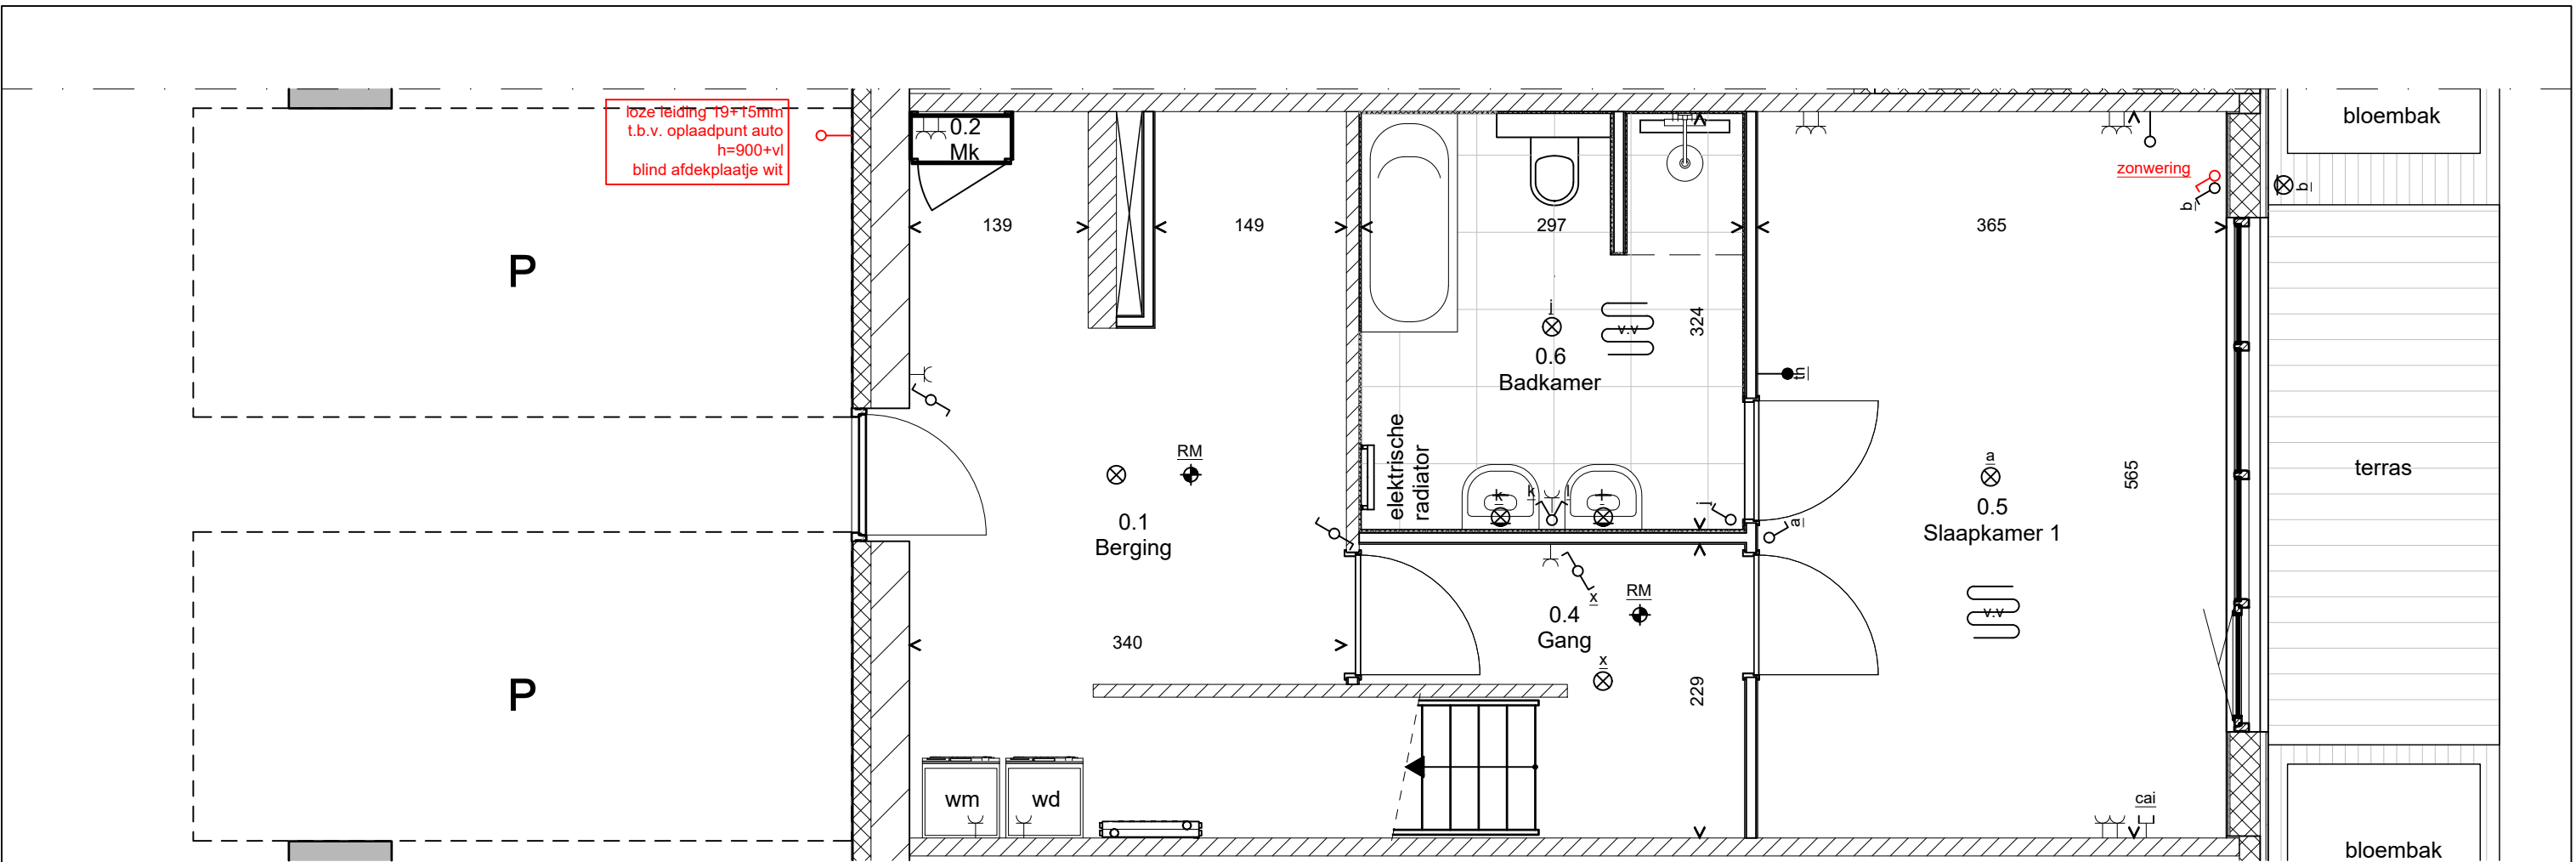 loze leiding 19+15mm
t.b.v. oplaadpunt auto
h=900+vl
blind afdekplaatje wit
0.2
Mk
bloembak
zonwering
b
b
P
139
149
297
365
j
v.v
324
0.6
Badkamer
th
elektrische
radiator
RM
a
terras
565
0.1
Berging
k
k
l
l
j
a
0.5
Slaapkamer 1
x
RM
0.4
Gang
v.v
340
x
229
P
wm
wd
cai
bloembak